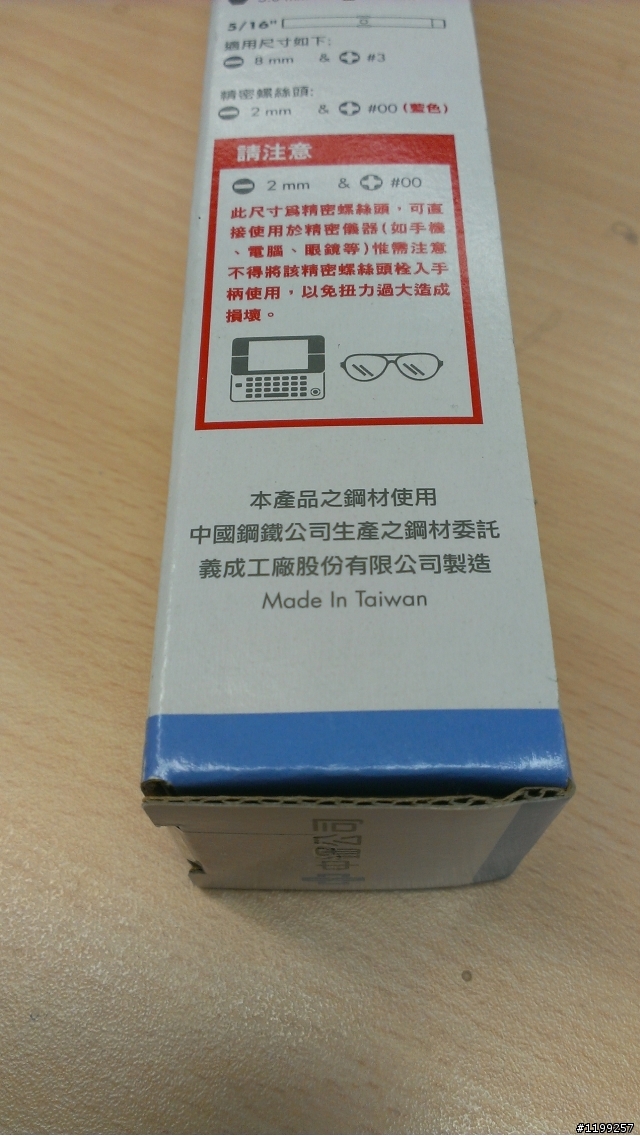 5/16"
適用尺寸如下:
8 mm & #3
精密螺絲頭:
2 mm & #00 (藍色)
請注意
2 mm & #00
此尺寸爲精密螺絲頭，可直
接使用於精密儀器(如手機
、電腦、眼鏡等)惟需注意
不得將該精密螺絲頭栓入手
柄使用，以免扭力過大造成
損壞。
本產品之鋼材使用
中國鋼鐵公司生產之鋼材委託
義成工廠股份有限公司製造
Made In Taiwan
中鋼公司
#1199257